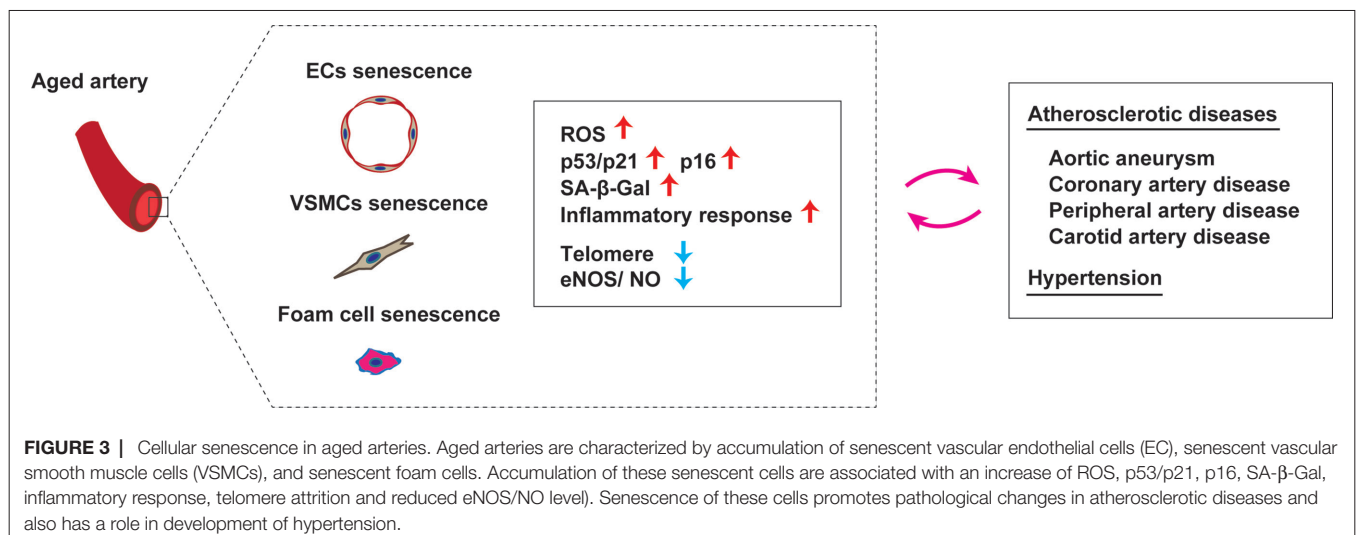 Aged artery
ECs senescence
VSMCs senescence
Foam cell senescence
ROS
p53/p21 p16
SA-β-Gal
Inflammatory response
Telomere
eNOS/ NO
Atherosclerotic diseases
Aortic aneurysm
Coronary artery disease
Peripheral artery disease
Carotid artery disease
Hypertension
FIGURE 3 | Cellular senescence in aged arteries. Aged arteries are characterized by accumulation of senescent vascular endothelial cells (EC), senescent vascular
smooth muscle cells (VSMCs), and senescent foam cells. Accumulation of these senescent cells are associated with an increase of ROS, p53/p21, p16, SA-β-Gal,
inflammatory response, telomere attrition and reduced eNOS/NO level). Senescence of these cells promotes pathological changes in atherosclerotic diseases and
also has a role in development of hypertension.